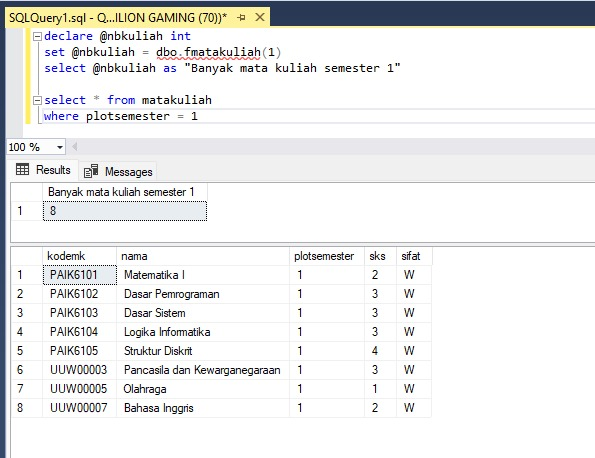 SQLQuery1.sql - Q...ILION GAMING (70))*
declare @nbkuliah int
set @nbkuliah = dbo.fmatakuliah(1)
select @nbkuliah as "Banyak mata kuliah semester 1"
select * from matakuliah
where plotsemester = 1
100 %
Results Messages
Banyak mata kuliah semester 1
1 8
kodemk nama plotsemester sks sifat
1 PAIK6101 Matematika I 1 2 W
2 PAIK6102 Dasar Pemrograman 1 3 W
3 PAIK6103 Dasar Sistem 1 3 W
4 PAIK6104 Logika Informatika 1 3 W
5 PAIK6105 Struktur Diskrit 1 4 W
6 UUW00003 Pancasila dan Kewarganegaraan 1 3 W
7 UUW00005 Olahraga 1 1 W
8 UUW00007 Bahasa Inggris 1 2 W